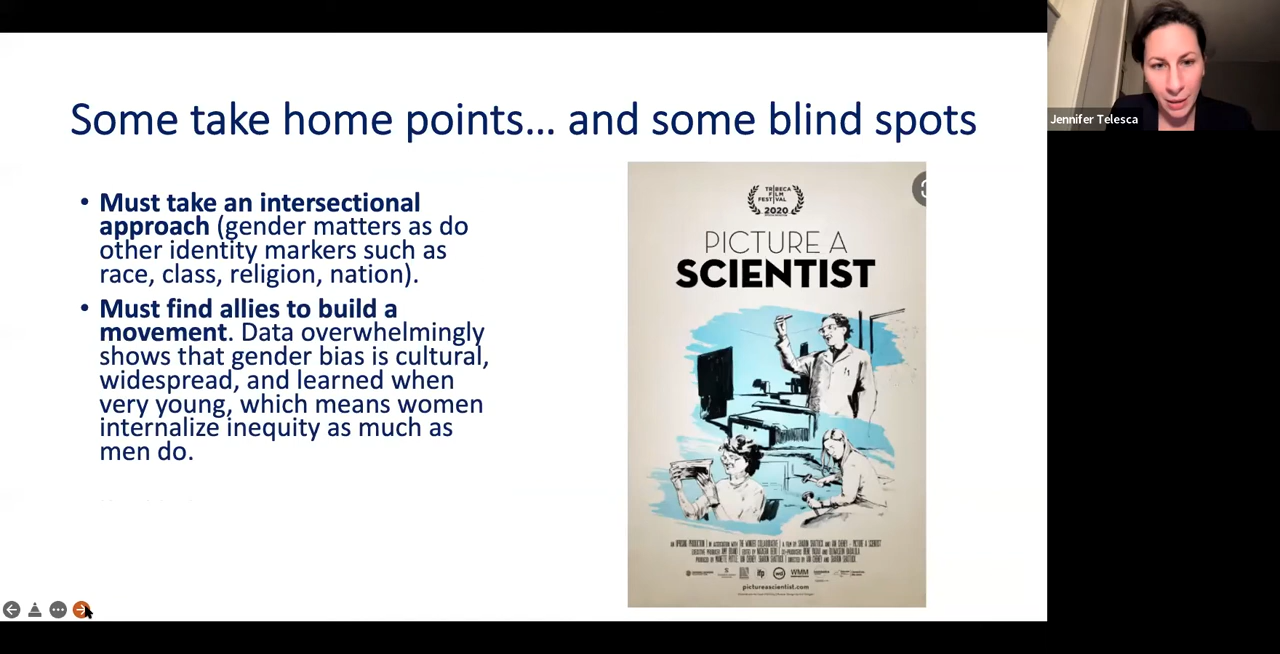 Some take home points... and some blind spots
• Must take an intersectional
approach (gender matters as do
other identity markers such as
race, class, religion, nation).
• Must find allies to build a
movement. Data overwhelmingly
shows that gender bias is cultural,
widespread, and learned when
very young, which means women
internalize inequity as much as
men do.
TRIBECA
FILM
FESTIVAL
2020
PICTURE A
SCIENTIST
ifp
WMM
pictureascientist.com
Jennifer Telesca